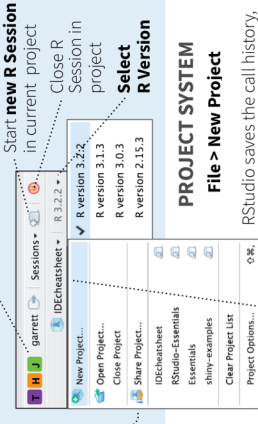 Start new R Session
in current project
Close R
Session in
project
T H J garrett Sessions
IDEcheatsheet R 3.2.2
Select
R Version
New Project...
Open Project...
Close Project
Share Project...
IDEcheatsheet
RStudio-Essentials
Essentials
shiny-examples
Clear Project List
Project Options... ⇧⌘,
✓ R version 3.2.2
R version 3.1.3
R version 3.0.3
R version 2.15.3
PROJECT SYSTEM
File > New Project
RStudio saves the call history,